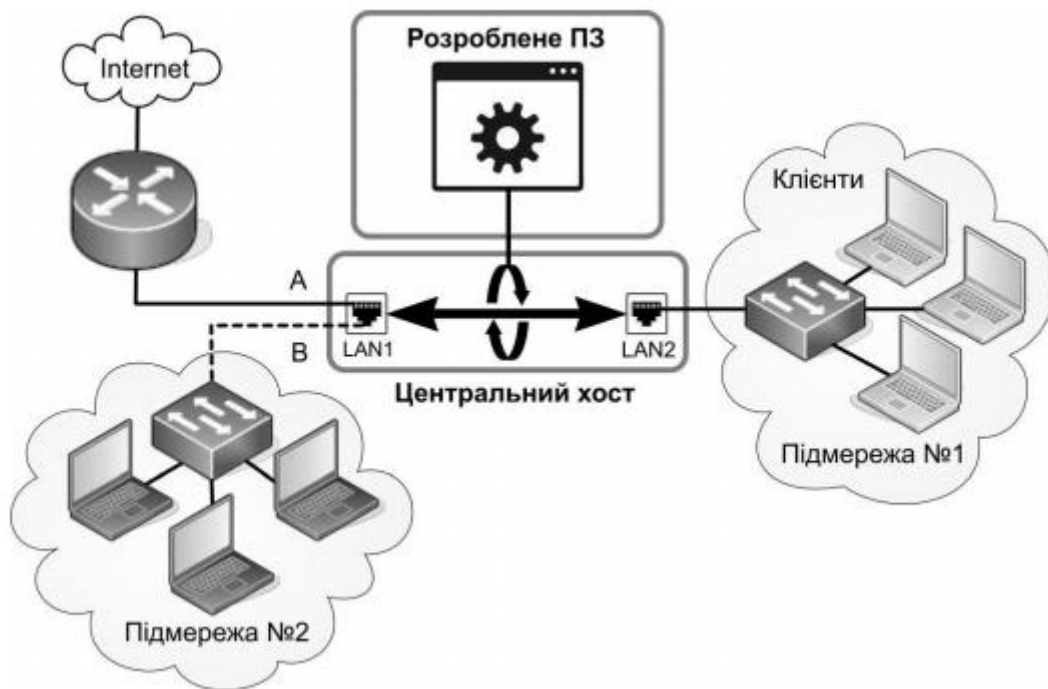 Розроблене ПЗ
Internet
Клієнти
A
B
LAN1
LAN2
Центральний хост
Підмережа №1
Підмережа №2